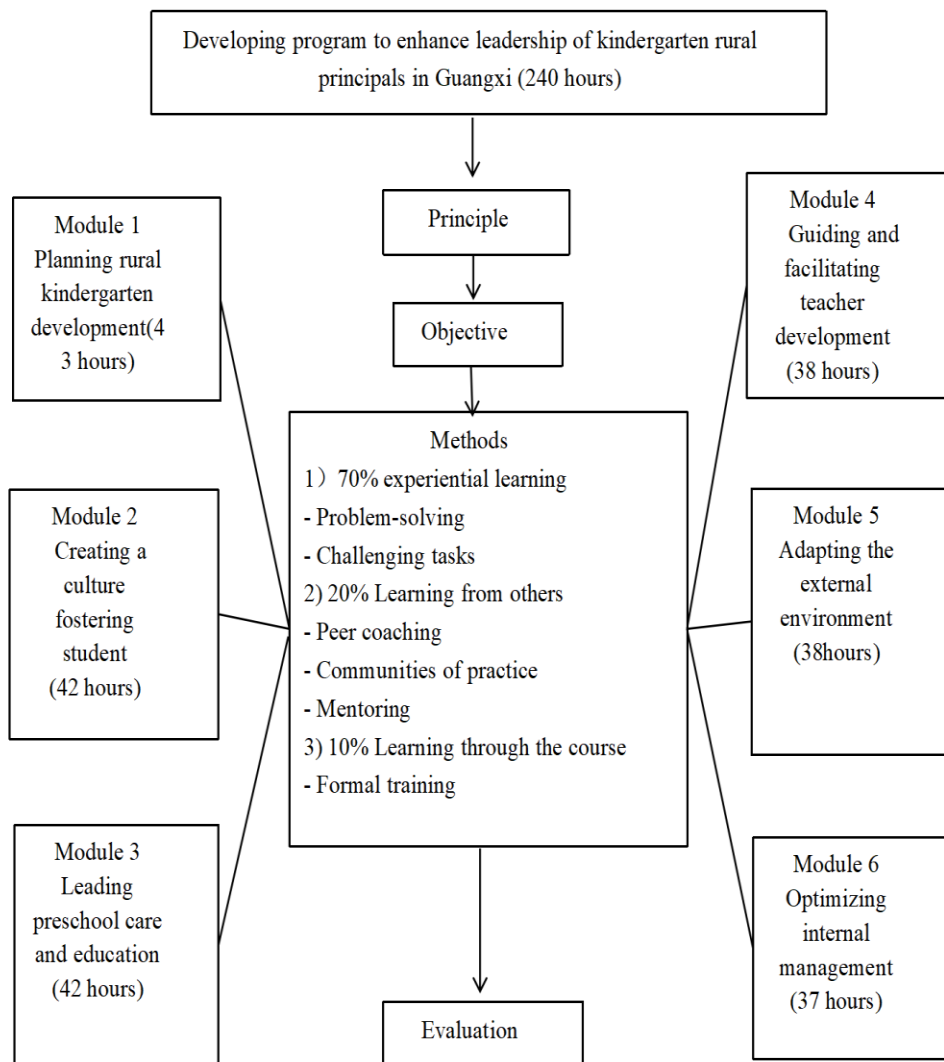 Developing program to enhance leadership of kindergarten rural
principals in Guangxi (240 hours)
Principle
Objective
Module 1
Planning rural
kindergarten
development(4
3 hours)
Module 2
Creating a
culture
fostering
student
(42 hours)
Module 3
Leading
preschool care
and education
(42 hours)
Methods
1）70% experiential learning
- Problem-solving
- Challenging tasks
2) 20% Learning from others
- Peer coaching
- Communities of practice
- Mentoring
3) 10% Learning through the course
- Formal training
Module 4
Guiding and
facilitating
teacher
development
(38 hours)
Module 5
Adapting the
external
environment
(38hours)
Module 6
Optimizing
internal
management
(37 hours)
Evaluation